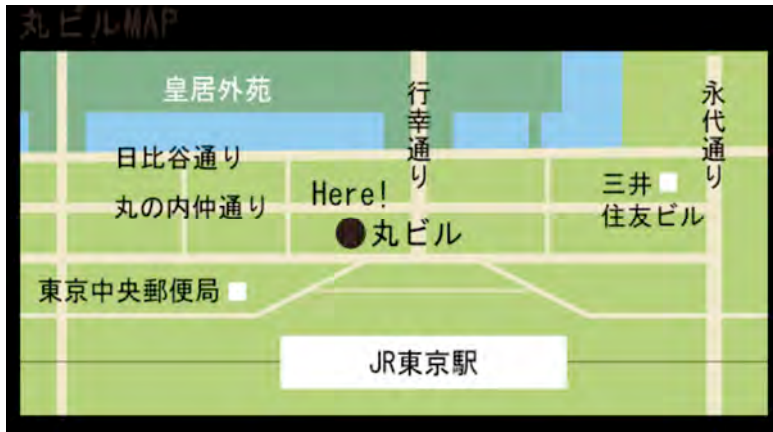 丸ビルMAP
皇居外苑
行幸通り
永代通り
日比谷通り
丸の内仲通り
Here!
丸ビル
三井
住友ビル
東京中央郵便局
JR東京駅